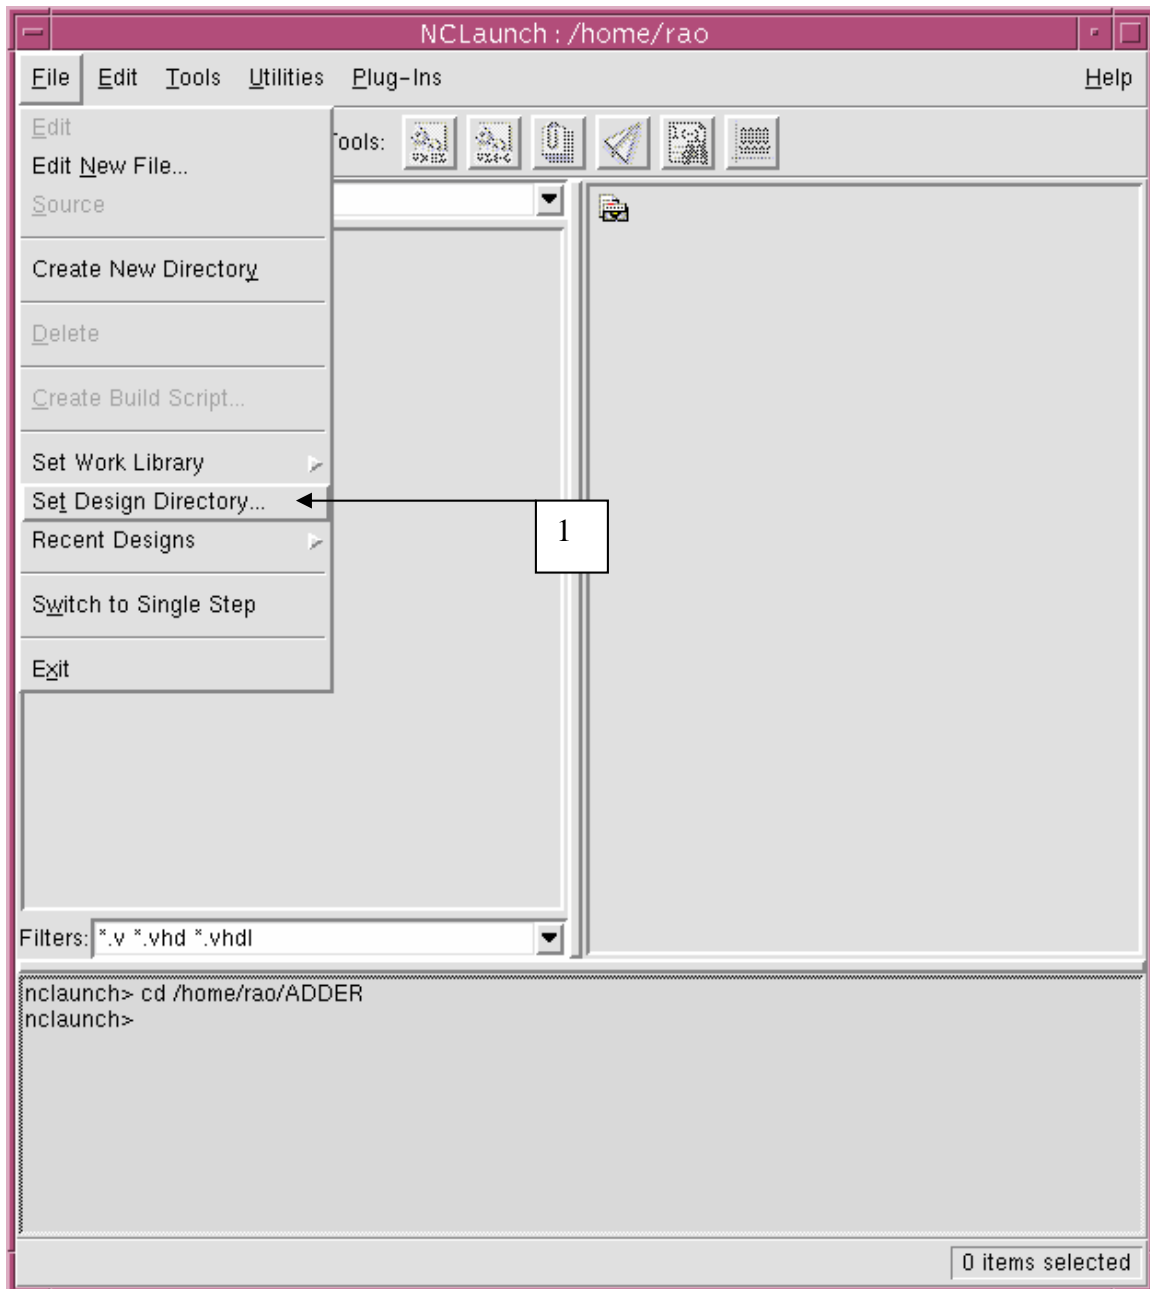 NCLaunch : /home/rao
File Edit Tools Utilities Plug-Ins Help
Edit
Edit New File...
Source
Create New Directory
Delete
Create Build Script...
Set Work Library
Set Design Directory...
Recent Designs
Switch to Single Step
Exit
ools:
1
Filters: *.v *.vhd *.vhdl
nclaunch> cd /home/rao/ADDER
nclaunch>
0 items selected